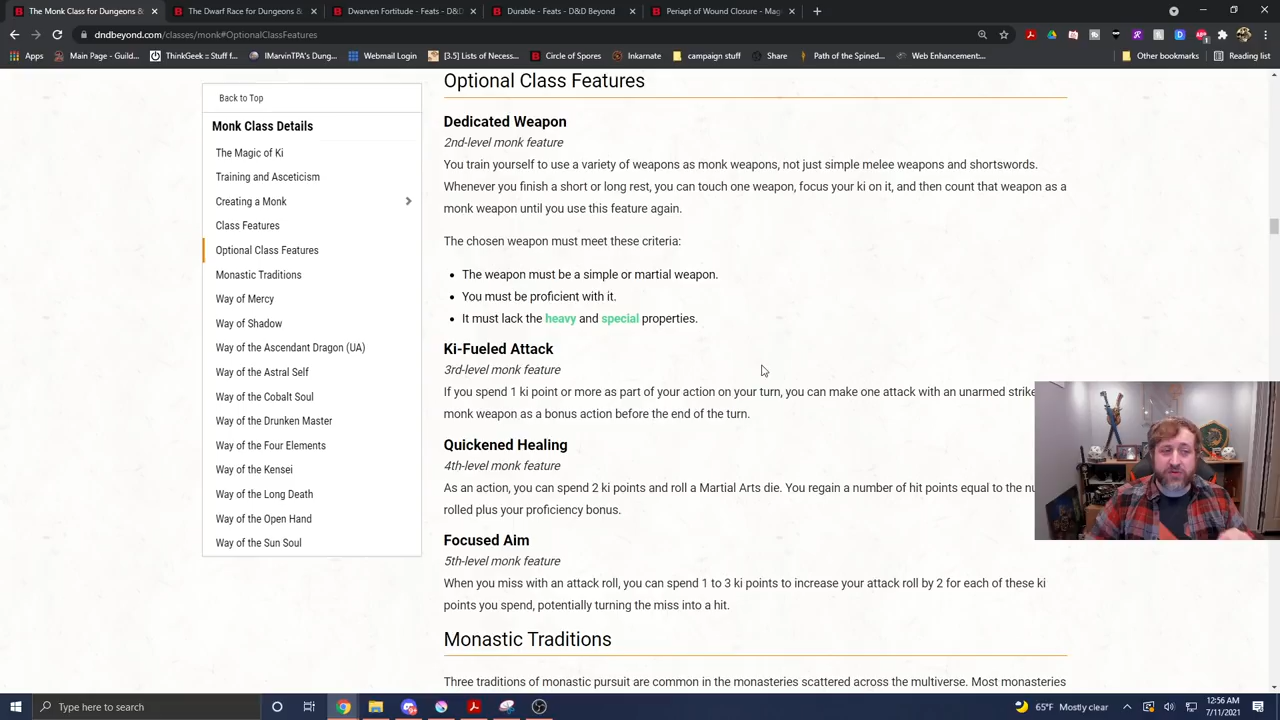 The Monk Class for Dungeons &
The Dwarf Race for Dungeons &
Dwarven Fortitude - Feats - D&D
Durable - Feats - D&D Beyond
Periapt of Wound Closure - Mag
dndbeyond.com/classes/monk#OptionalClassFeatures
Apps
Main Page - Guild...
ThinkGeek :: Stuff f...
IMarvinTPA's Dung...
Webmail Login
[3.5] Lists of Necess...
Circle of Spores
Inkarnate
campaign stuff
Share
Path of the Spined...
Web Enhancement:...
Other bookmarks
Reading list
Back to Top
Monk Class Details
The Magic of Ki
Training and Asceticism
Creating a Monk
Class Features
Optional Class Features
Monastic Traditions
Way of Mercy
Way of Shadow
Way of the Ascendant Dragon (UA)
Way of the Astral Self
Way of the Cobalt Soul
Way of the Drunken Master
Way of the Four Elements
Way of the Kensei
Way of the Long Death
Way of the Open Hand
Way of the Sun Soul
Optional Class Features
Dedicated Weapon
2nd-level monk feature
You train yourself to use a variety of weapons as monk weapons, not just simple melee weapons and shortswords.
Whenever you finish a short or long rest, you can touch one weapon, focus your ki on it, and then count that weapon as a
monk weapon until you use this feature again.
The chosen weapon must meet these criteria:
• The weapon must be a simple or martial weapon.
• You must be proficient with it.
• It must lack the heavy and special properties.
Ki-Fueled Attack
3rd-level monk feature
If you spend 1 ki point or more as part of your action on your turn, you can make one attack with an unarmed strike
monk weapon as a bonus action before the end of the turn.
Quickened Healing
4th-level monk feature
As an action, you can spend 2 ki points and roll a Martial Arts die. You regain a number of hit points equal to the
rolled plus your proficiency bonus.
Focused Aim
5th-level monk feature
When you miss with an attack roll, you can spend 1 to 3 ki points to increase your attack roll by 2 for each of these ki
points you spend, potentially turning the miss into a hit.
Monastic Traditions
Three traditions of monastic pursuit are common in the monasteries scattered across the multiverse. Most monasteries
Type here to search
65°F Mostly clear
12:56 AM
7/11/2021